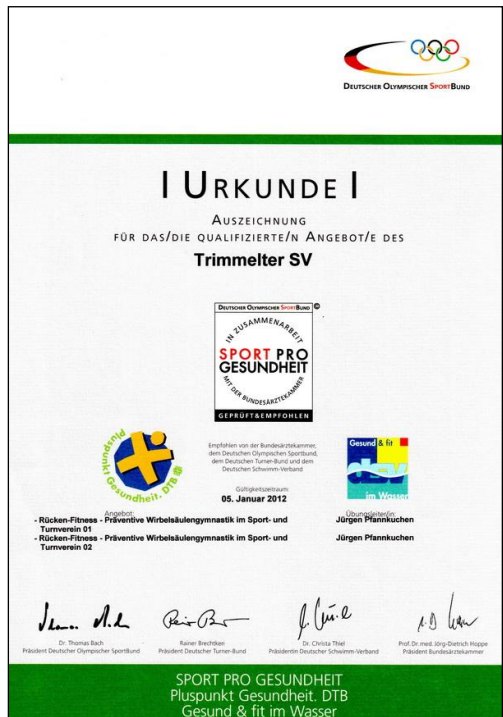 DEUTSCHER OLYMPISCHER SPORTBUND
| URKUNDE |
AUSZEICHNUNG
FÜR DAS/DIE QUALIFIZIERTE/N ANGEBOT/E DES
Trimmelter SV
DEUTSCHER OLYMPISCHER SPORTBUND ©
IN ZUSAMMENARBEIT
SPORT PRO
GESUNDHEIT
MIT DER BUNDESÄRZTEKAMMER
GEPRÜFT&EMPFOHLEN
Pluspunkt Gesundheit. DTB
Empfohlen von der Bundesärztekammer,
dem Deutschen Olympischen Sportbund,
dem Deutschen Turner-Bund und dem
Deutschen Schwimm-Verband
Gesund & fit
dsv
im Wasser
Gültigkeitszeitraum
05. Januar 2012
Angebot:
Übungsleiter/in:
- Rücken-Fitness - Präventive Wirbelsäulengymnastik im Sport- und Turnverein 01
Jürgen Pfannkuchen
- Rücken-Fitness - Präventive Wirbelsäulengymnastik im Sport- und Turnverein 02
Jürgen Pfannkuchen
Dr. Thomas Bach
Präsident Deutscher Olympischer SportBund
Rainer Brechtken
Präsident Deutscher Turner-Bund
Dr. Christa Thiel
Präsidentin Deutscher Schwimm-Verband
Prof. Dr. med. Jörg-Dietrich Hoppe
Präsident Bundesärztekammer
SPORT PRO GESUNDHEIT
Pluspunkt Gesundheit. DTB
Gesund & fit im Wasser